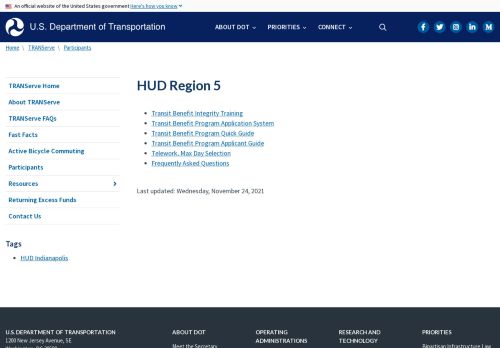 An official website of the United States government Here's how you know
U.S. Department of Transportation
ABOUT DOT
PRIORITIES
CONNECT
Home \ TRANServe \ Participants
TRANServe Home
About TRANServe
TRANServe FAQs
Fast Facts
Active Bicycle Commuting
Participants
Resources
Returning Excess Funds
Contact Us
Tags
HUD Indianapolis
HUD Region 5
Transit Benefit Integrity Training
Transit Benefit Program Application System
Transit Benefit Program Quick Guide
Transit Benefit Program Applicant Guide
Telework, Max Day Selection
Frequently Asked Questions
Last updated: Wednesday, November 24, 2021
U.S. DEPARTMENT OF TRANSPORTATION
1200 New Jersey Avenue, SE
ABOUT DOT
Meet the Secretary
OPERATING
ADMINISTRATIONS
RESEARCH AND
TECHNOLOGY
PRIORITIES
Bipartisan Infrastructure Law